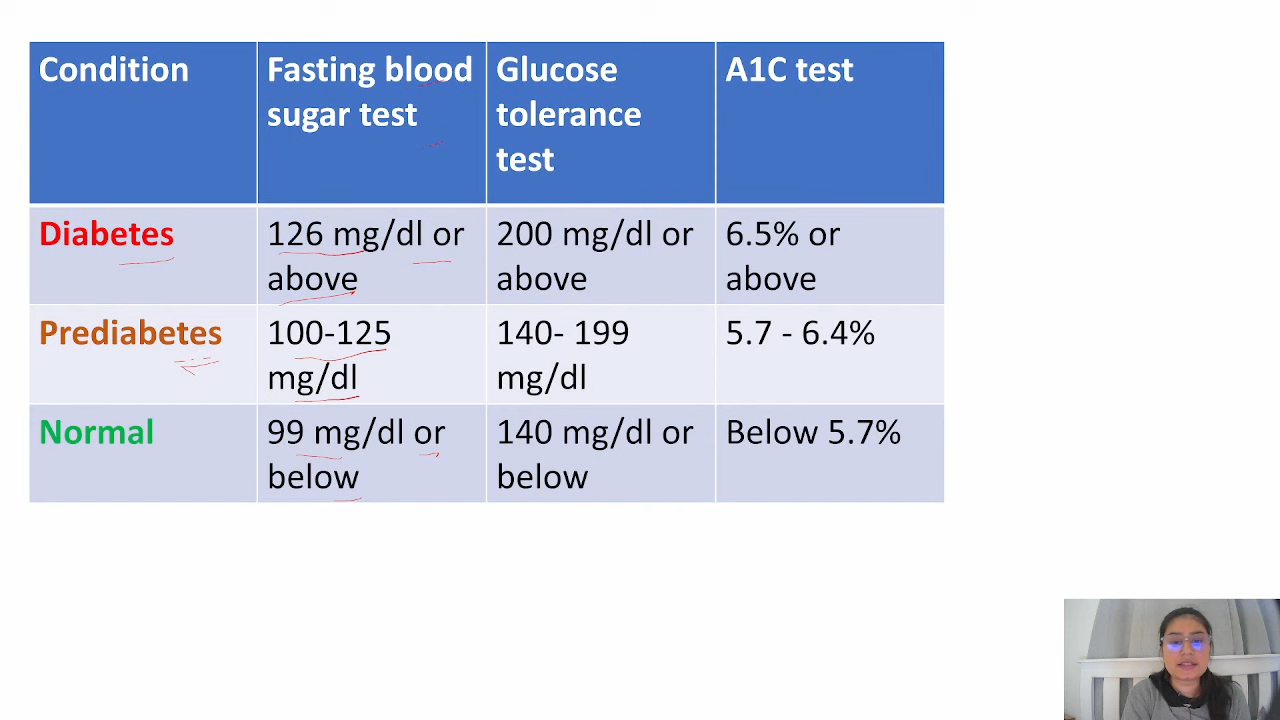 Condition
Fasting blood
sugar test
Glucose
tolerance
test
A1C test
Diabetes
126 mg/dl or
above
200 mg/dl or
above
6.5% or
above
Prediabetes
100-125
mg/dl
140- 199
mg/dl
5.7 - 6.4%
Normal
99 mg/dl or
below
140 mg/dl or
below
Below 5.7%